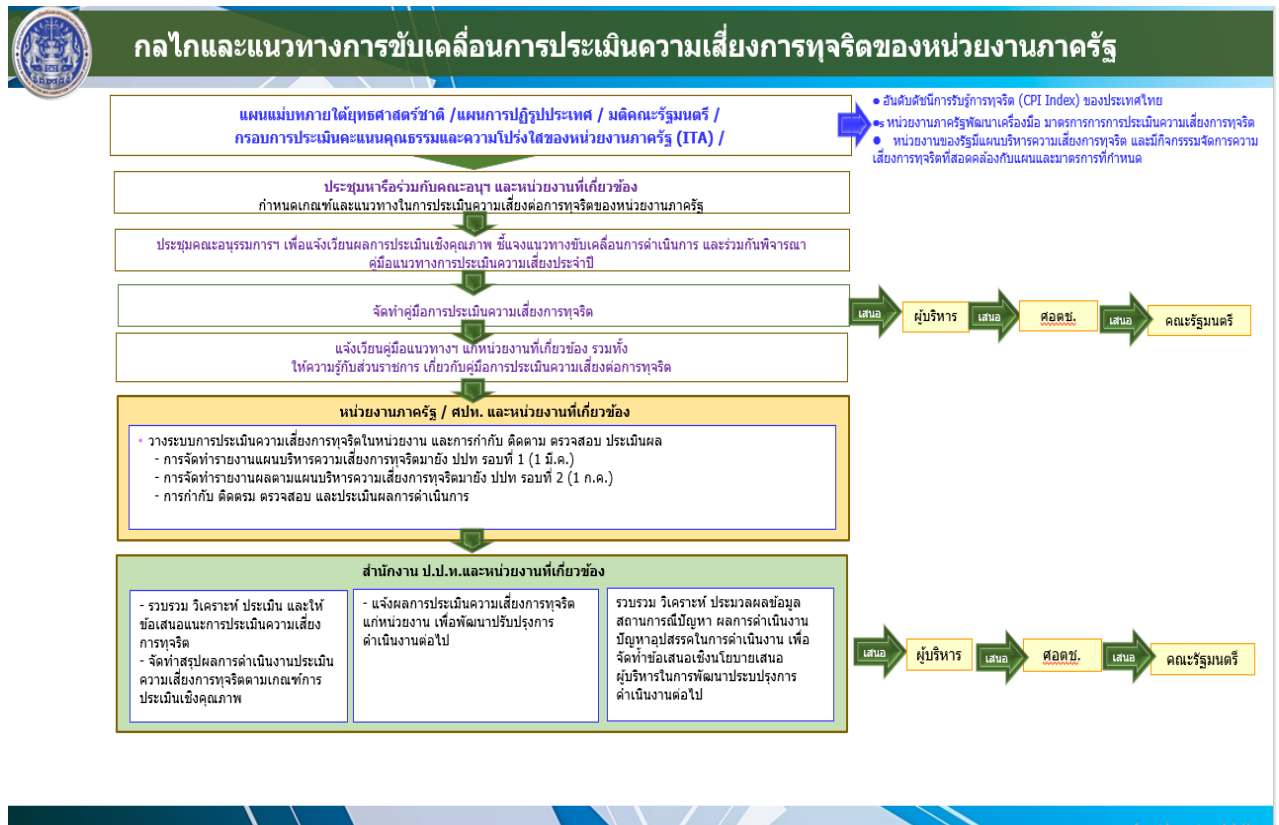 กลไกและแนวทางการขับเคลื่อนการประเมินความเสี่ยงการทุจริตของหน่วยงานภาครัฐ
แผนแม่บทภายใต้ยุทธศาสตร์ชาติ /แผนการปฏิรูปประเทศ / มติคณะรัฐมนตรี /
กรอบการประเมินคะแนนคุณธรรมและความโปร่งใสของหน่วยงานภาครัฐ (ITA) /
● อันดับดัชนีการรับรู้การทุจริต (CPI Index) ของประเทศไทย
●s หน่วยงานภาครัฐพัฒนาเครื่องมือ มาตรการการประเมินความเสี่ยงการทุจริต
● หน่วยงานของรัฐมีแผนบริหารความเสี่ยงการทุจริต และมีกิจกรรรมจัดการความ
เสี่ยงการทุจริตที่สอดคล้องกับแผนและมาตรการที่กำหนด
ประชุมหารือร่วมกับคณะอนุฯ และหน่วยงานที่เกี่ยวข้อง
กำหนดเกณฑ์และแนวทางในการประเมินความเสี่ยงต่อการทุจริตของหน่วยงานภาครัฐ
ประชุมคณะอนุรรมการฯ เพื่อแจ้งเวียนผลการประเมินเชิงคุณภาพ ชี้แจงแนวทางขับเคลื่อนการดำเนินการ และร่วมกันพิจารณา
คู่มือแนวทางการประเมินความเสี่ยงประจำปี
จัดทำคู่มือการประเมินความเสี่ยงการทุจริต
เสนอ
ผู้บริหาร
เสนอ
ศอตช.
เสนอ
คณะรัฐมนตรี
แจ้งเวียนคู่มือแนวทางฯ แก่หน่วยงานที่เกี่ยวข้อง รวมทั้ง
ให้ความรู้กับส่วนราชการ เกี่ยวกับคู่มือการประเมินความเสี่ยงต่อการทุจริต
หน่วยงานภาครัฐ / ศปท. และหน่วยงานที่เกี่ยวข้อง
• วางระบบการประเมินความเสี่ยงการทุจริตในหน่วยงาน และการกำกับ ติดตาม ตรวจสอบ ประเมินผล
- การจัดทำรายงานแผนบริหารความเสี่ยงการทุจริตมายัง ปปท รอบที่ 1 (1 มี.ค.)
- การจัดทำรายงานผลตามแผนบริหารความเสี่ยงการทุจริตมายัง ปปท รอบที่ 2 (1 ก.ค.)
- การกำกับ ติดตรม ตรวจสอบ และประเมินผลการดำเนินการ
สำนักงาน ป.ป.ท.และหน่วยงานที่เกี่ยวข้อง
- รวบรวม วิเคราะห์ ประเมิน และให้
ข้อเสนอแนะการประเมินความเสี่ยง
การทุจริต
- จัดทำสรุปผลการดำเนินงานประเมิน
ความเสี่ยงการทุจริตตามเกณฑ์การ
ประเมินเชิงคุณภาพ
- แจ้งผลการประเมินความเสี่ยงการทุจริต
แก่หน่วยงาน เพื่อพัฒนาปรับปรุงการ
ดำเนินงานต่อไป
รวบรวม วิเคราะห์ ประมวลผลข้อมูล
สถานการณ์ปัญหา ผลการดำเนินงาน
ปัญหาอุปสรรคในการดำเนินงาน เพื่อ
จัดทำข้อเสนอเชิงนโยบายเสนอ
ผู้บริหารในการพัฒนาประบปรุงการ
ดำเนินงานต่อไป
เสนอ
ผู้บริหาร
เสนอ
ศอตช.
เสนอ
คณะรัฐมนตรี